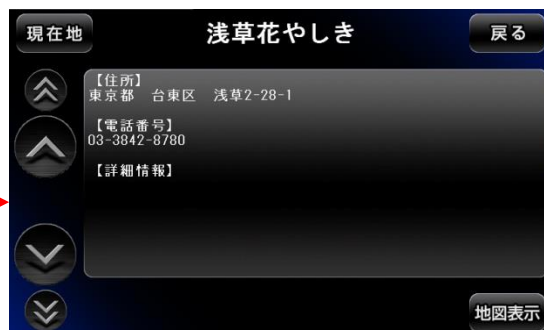 現在地
浅草花やしき
戻る
【住所】
東京都　台東区　浅草2-28-1
【電話番号】
03-3842-8780
【詳細情報】
地図表示